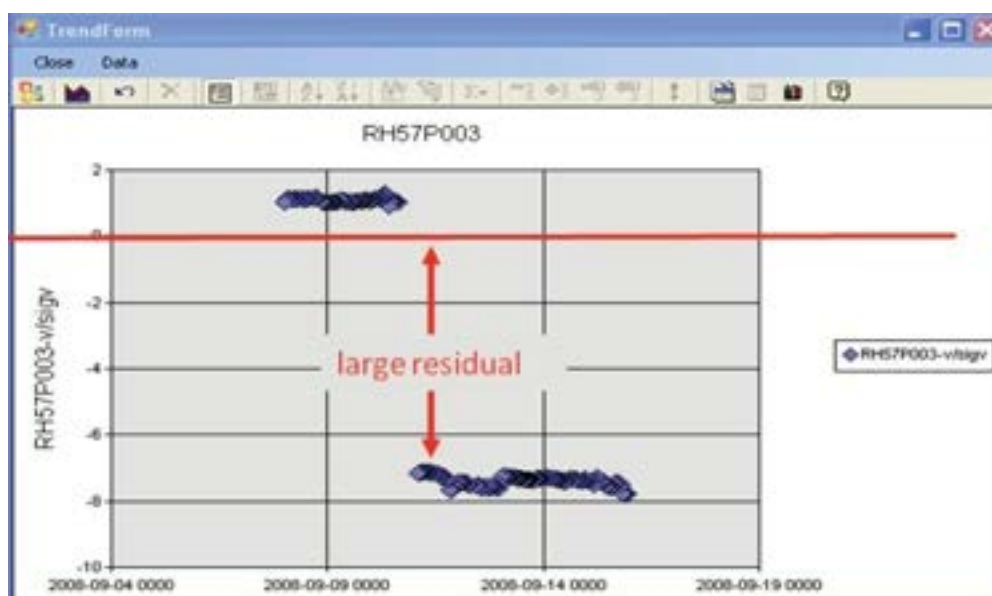 TrendForm
Close Data
RH57P003
2
0
-2
-4
-6
-8
-10
RH57P003-v/sigv
large residual
RH57P003-v/sigv
2008-09-04 0000 2008-09-09 0000 2008-09-14 0000 2008-09-19 0000